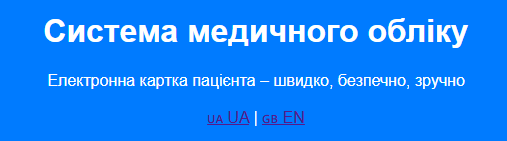 Система медичного обліку
Електронна картка пацієнта – швидко, безпечно, зручно
UA UA | GB EN